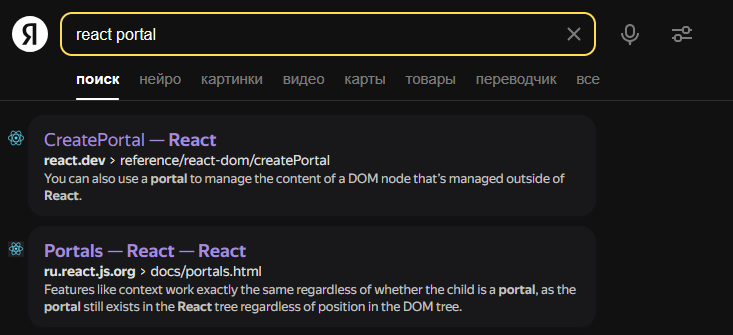 Я
react portal
поиск нейро картинки видео карты товары переводчик все
CreatePortal — React
react.dev › reference/react-dom/createPortal
You can also use a portal to manage the content of a DOM node that's managed outside of
React.
Portals — React — React
ru.react.js.org › docs/portals.html
Features like context work exactly the same regardless of whether the child is a portal, as the
portal still exists in the React tree regardless of position in the DOM tree.